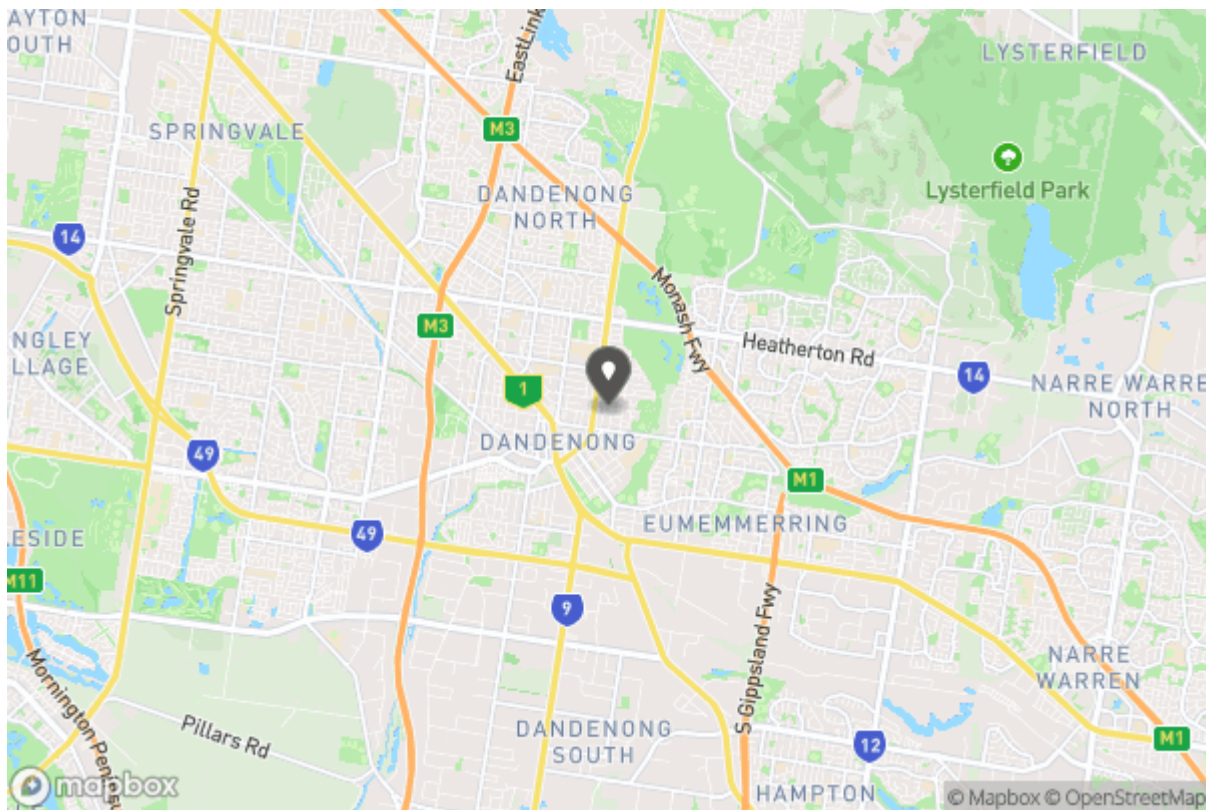 AYTON
OUTH
EastLink
LYSTERFIELD
SPRINGVALE
M3
Lysterfield Park
DANDENONG
NORTH
Springvale Rd
14
Monash Fwy
M3
NGLEY
LLAGE
Heatherton Rd
14
NARRE WARRE
NORTH
1
DANDENONG
49
M1
EUMEMMERRING
49
LESIDE
M11
9
S Gippsland Fwy
NARRE
WARREN
Mornington Peninsu
Pillars Rd
DANDENONG
SOUTH
12
M1
mapbox
HAMPTON
© Mapbox © OpenStreetMap